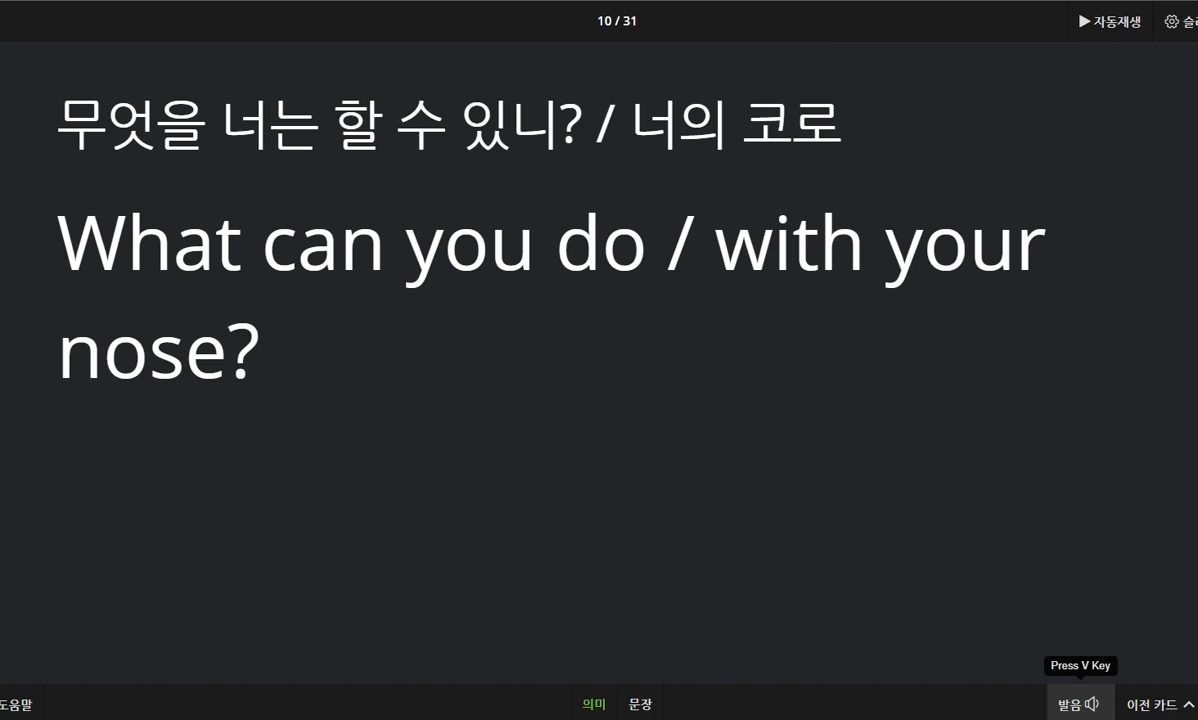 10 / 31
▶ 자동재생
무엇을 너는 할 수 있니? / 너의 코로
What can you do / with your
nose?
Press V Key
도움말
의미
문장
발음
이전 카드